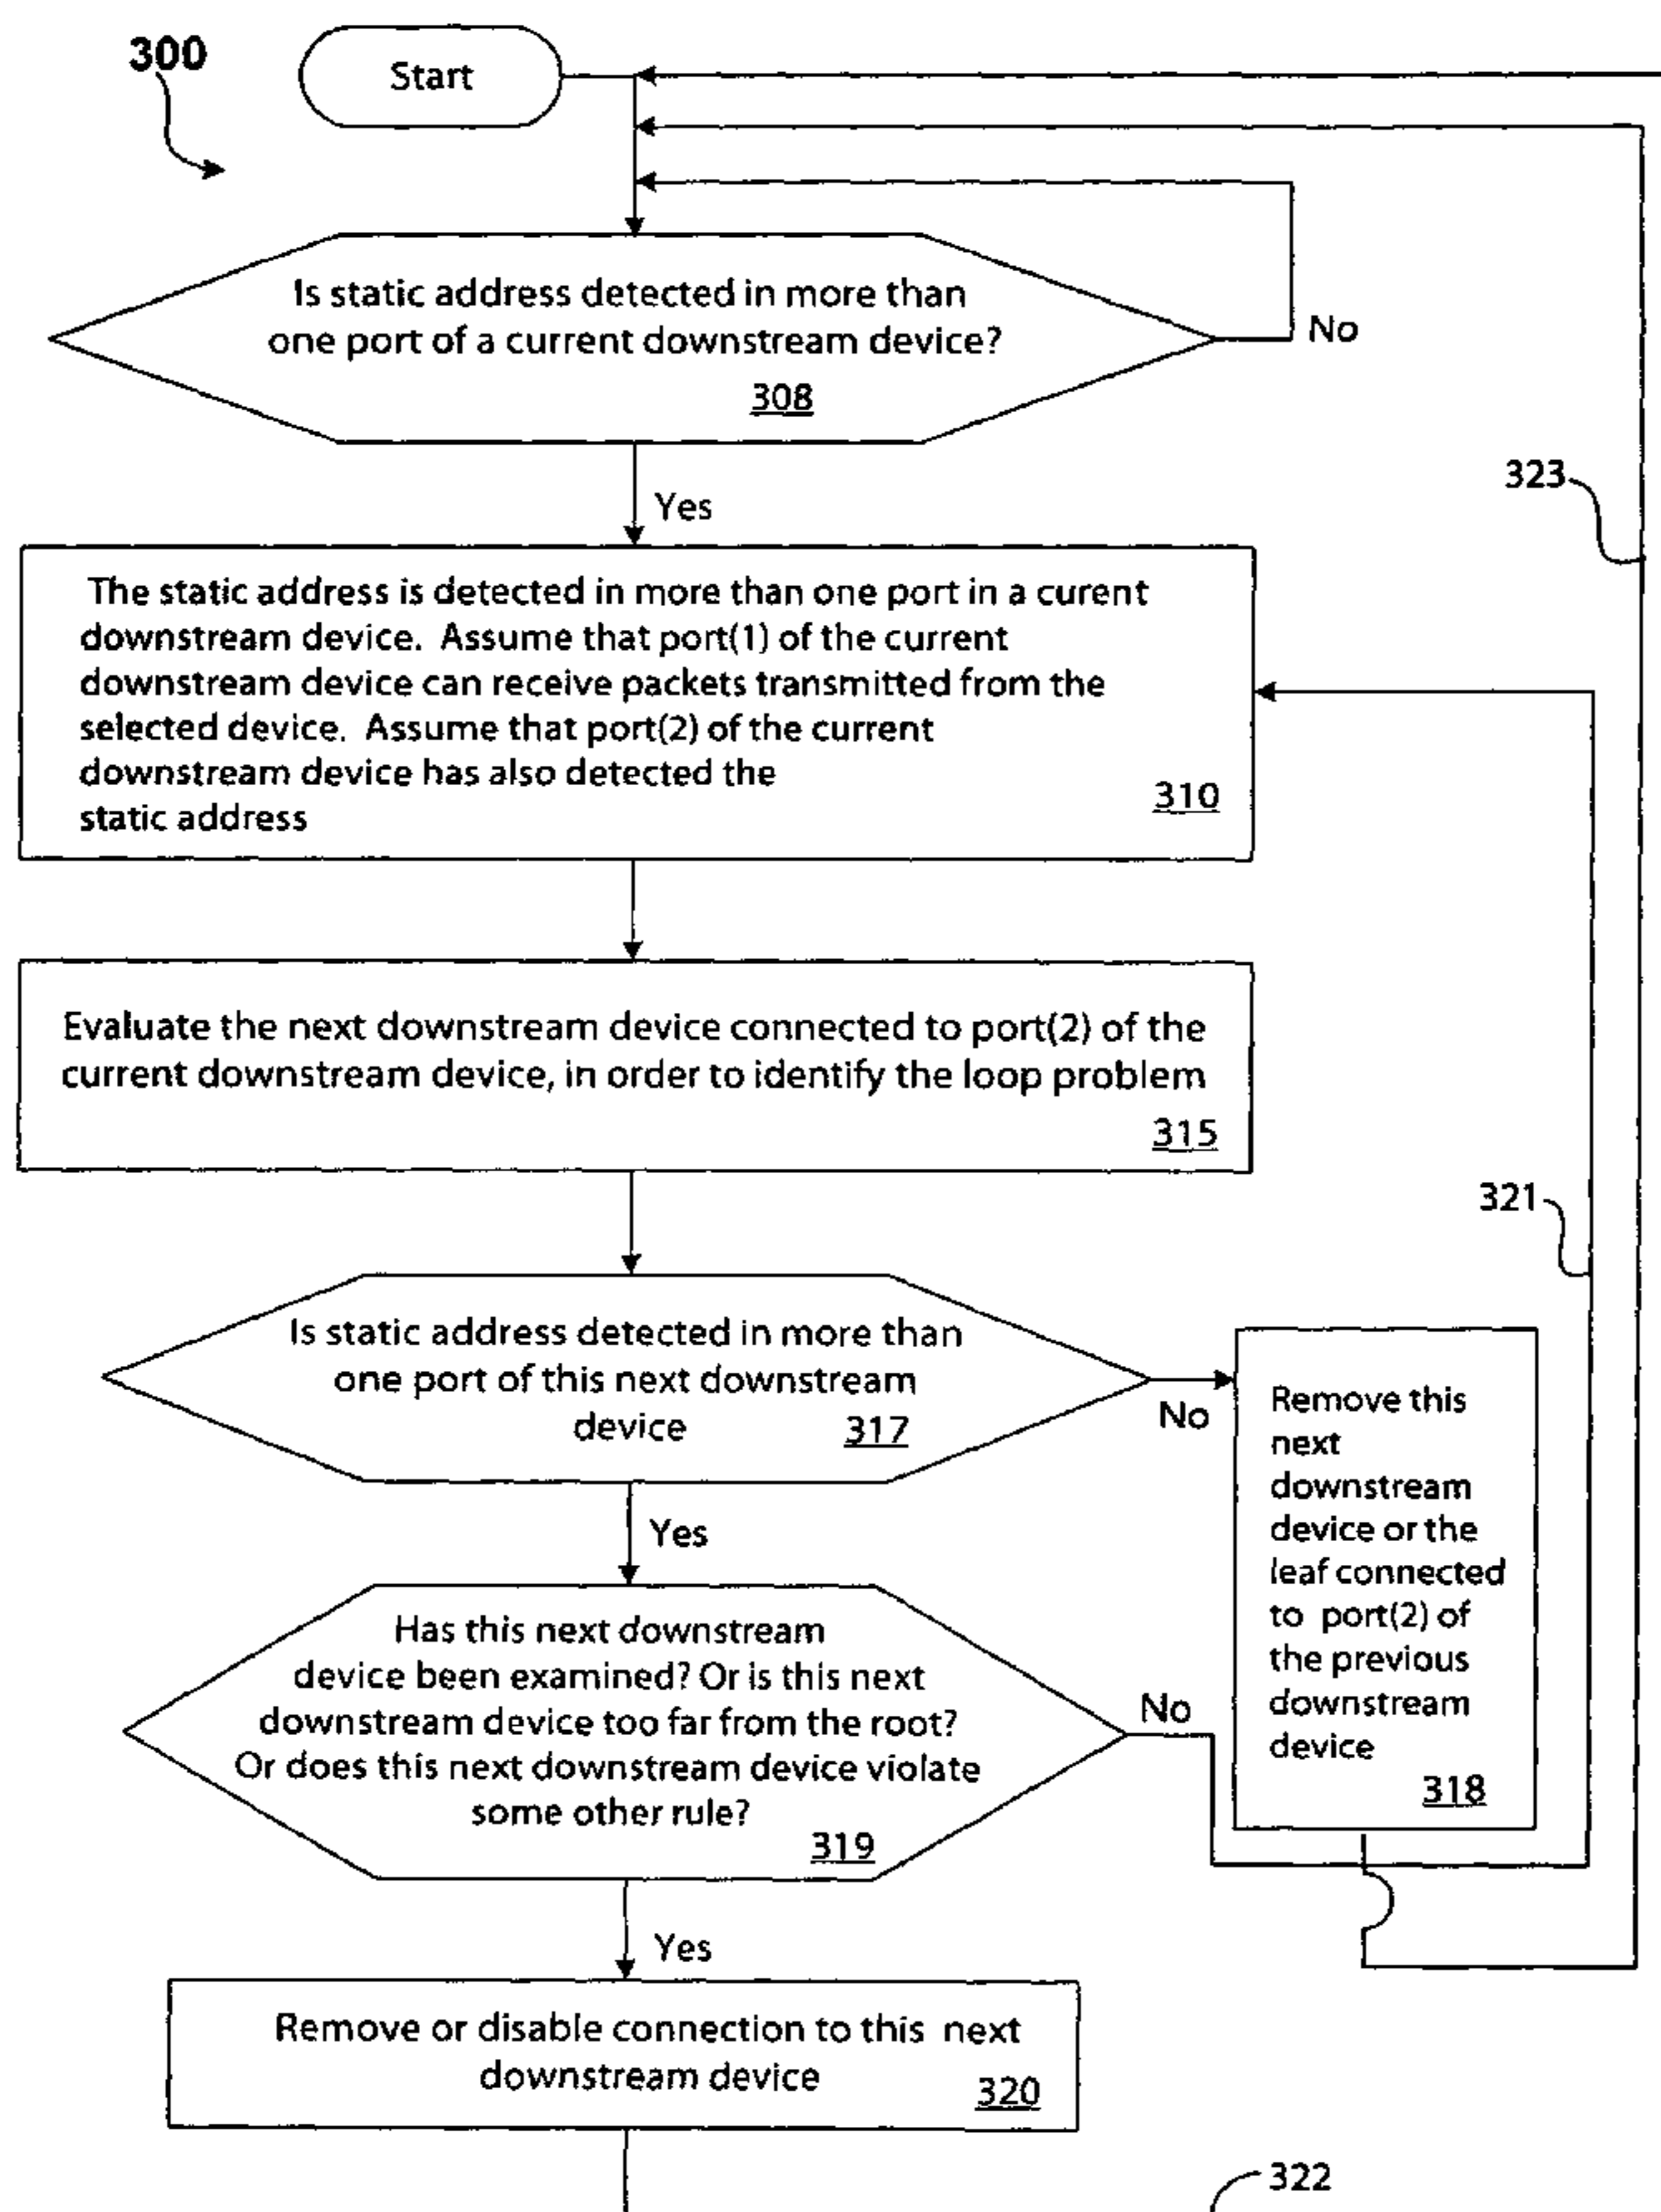 300
Start
Is static address detected in more than
one port of a current downstream device?
308
No
Yes
323
The static address is detected in more than one port in a curent
downstream device. Assume that port(1) of the current
downstream device can receive packets transmitted from the
selected device. Assume that port(2) of the current
downstream device has also detected the
static address
310
Evaluate the next downstream device connected to port(2) of the
current downstream device, in order to identify the loop problem
315
321
Is static address detected in more than
one port of this next downstream
device
317
No
Yes
Remove this
next
downstream
device or the
leaf connected
to port(2) of
the previous
downstream
device
318
Has this next downstream
device been examined? Or is this next
downstream device too far from the root?
Or does this next downstream device violate
some other rule?
319
No
Yes
Remove or disable connection to this next
downstream device
320
322